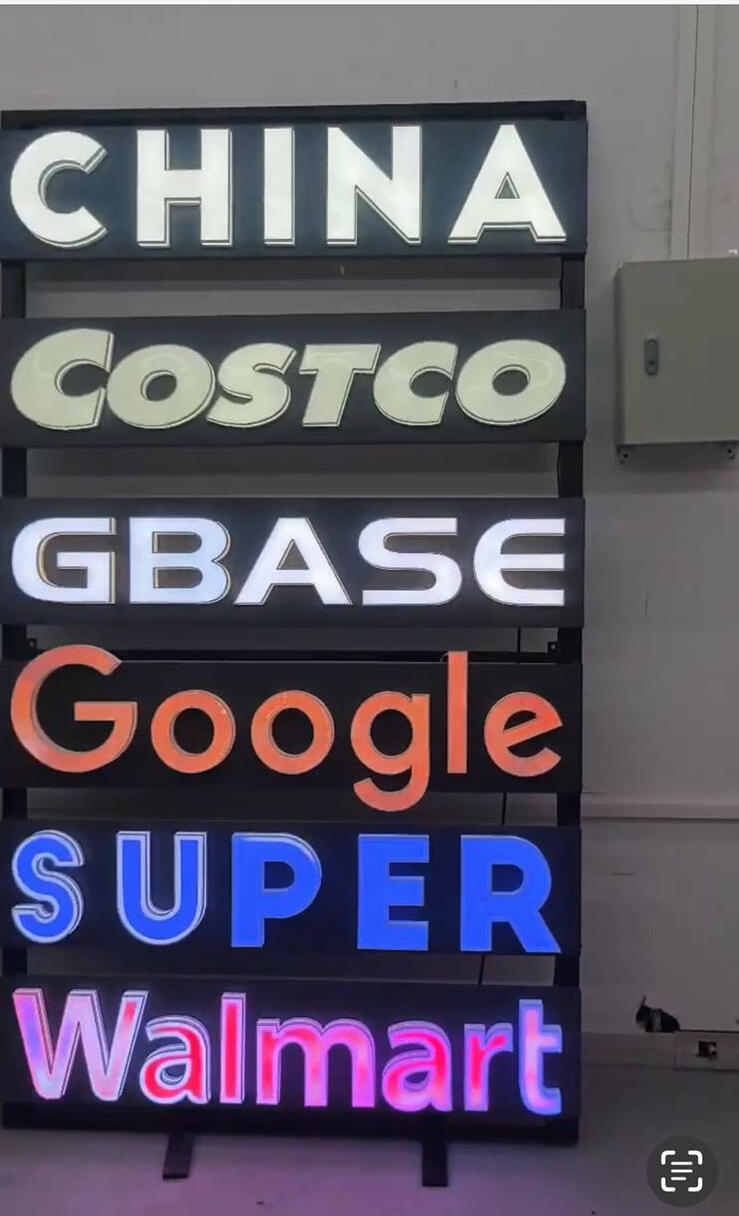 CHINA
COSTCO
GBASE
Google
SUPER
Walmart